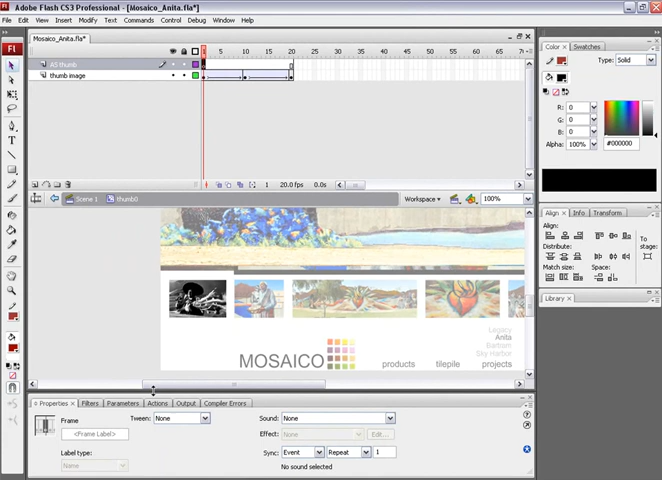 Adobe Flash CS3 Professional - [Mosaico_Anita.fla*]
File Edit View Insert Modify Text Commands Control Debug Window Help
Mosaico_Anita.fla*
1 5 10 15 20 25 30 35 40 45 50 55 60 65
AS thumb
thumb image
1 20.0 fps 0.0s
Scene 1 thumb0 Workspace 100%
Legacy
Anita
Bartram
Sky Harbor
MOSAICO products tilepile projects
Properties Filters Parameters Actions Output Compiler Errors
Frame
<Frame Label>
Label type:
Name
Tween: None
Sound: None
Effect: None Edit...
Sync: Event Repeat 1
No sound selected
Color Swatches
Type: Solid
R: 0
G: 0
B: 0
Alpha: 100% #000000
Align Info Transform
Align:
Distribute:
Match size: Space:
To
stage:
Library